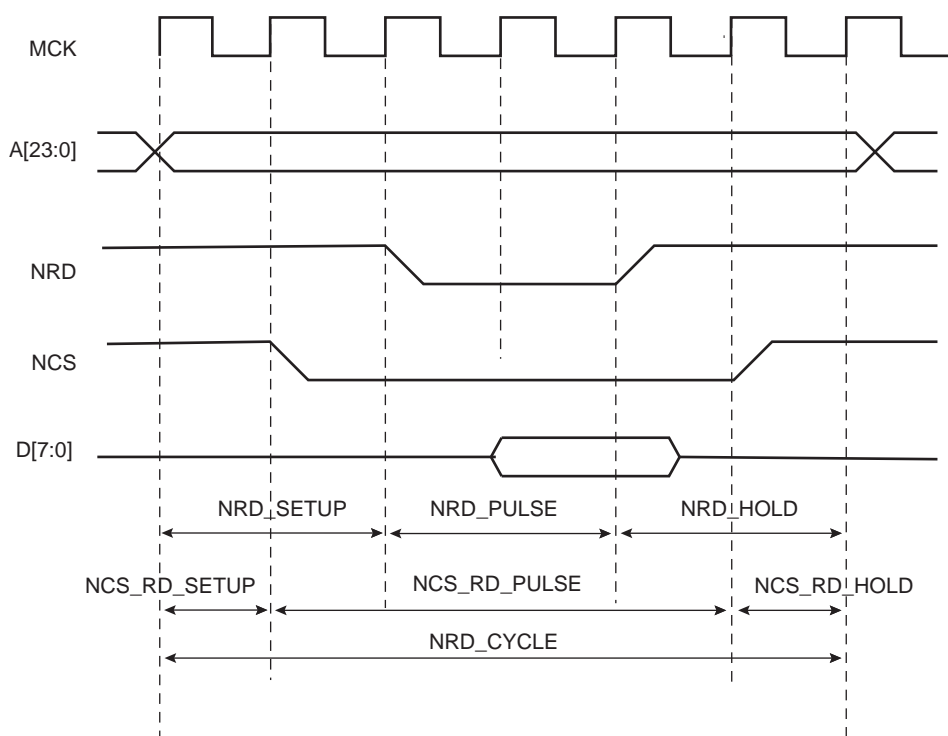 MCK
A[23:0]
NRD
NCS
D[7:0]
NRD_SETUP NRD_PULSE NRD_HOLD
NCS_RD_SETUP NCS_RD_PULSE NCS_RD_HOLD
NRD_CYCLE